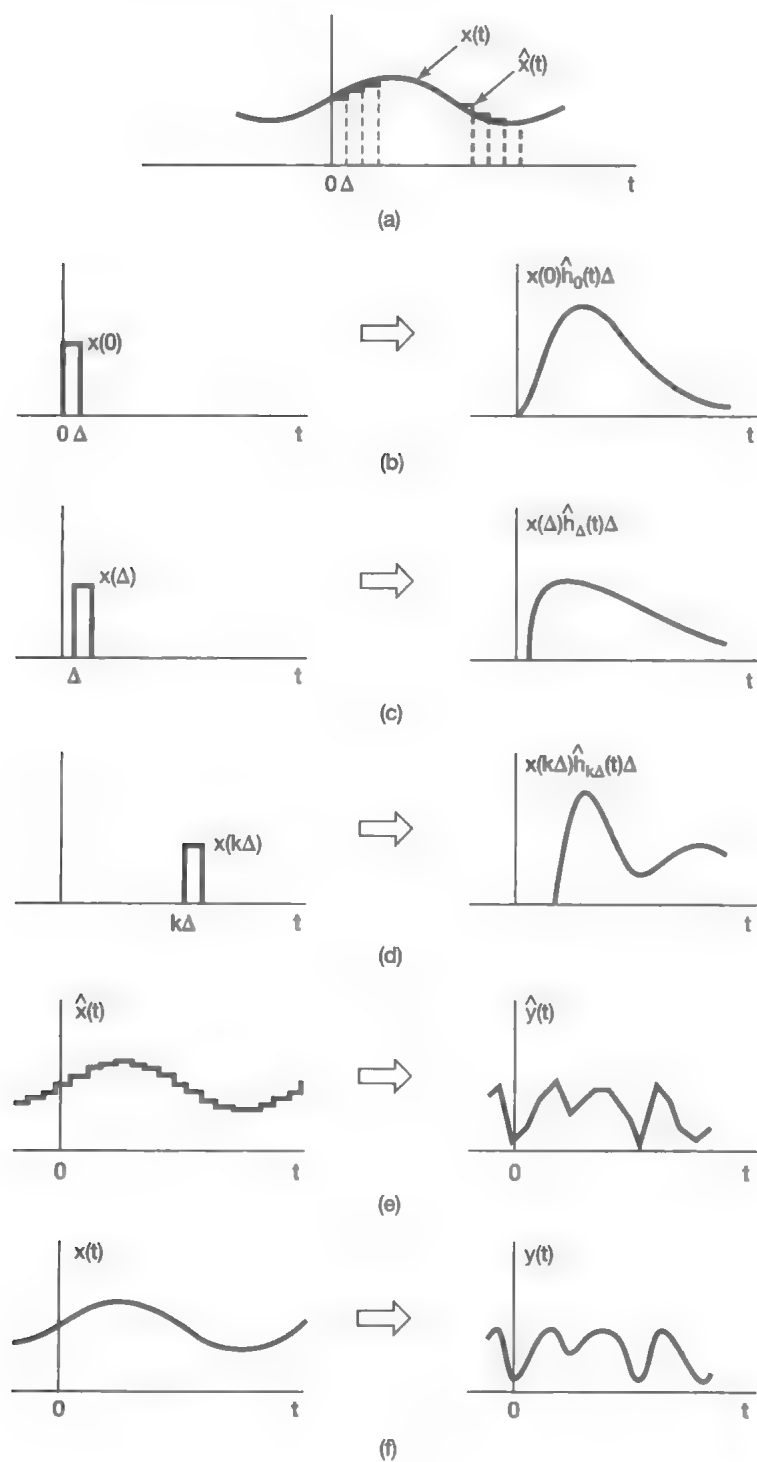 x(t)
x̂(t)
0 Δ t
(a)
x(0)
0 Δ t
x(0)ĥ₀(t)Δ
t
(b)
x(Δ)
Δ t
x(Δ)ĥ_Δ(t)Δ
t
(c)
x(kΔ)
kΔ t
x(kΔ)ĥ_kΔ(t)Δ
t
(d)
x̂(t)
0 t
ŷ(t)
0 t
(e)
x(t)
0 t
y(t)
0 t
(f)